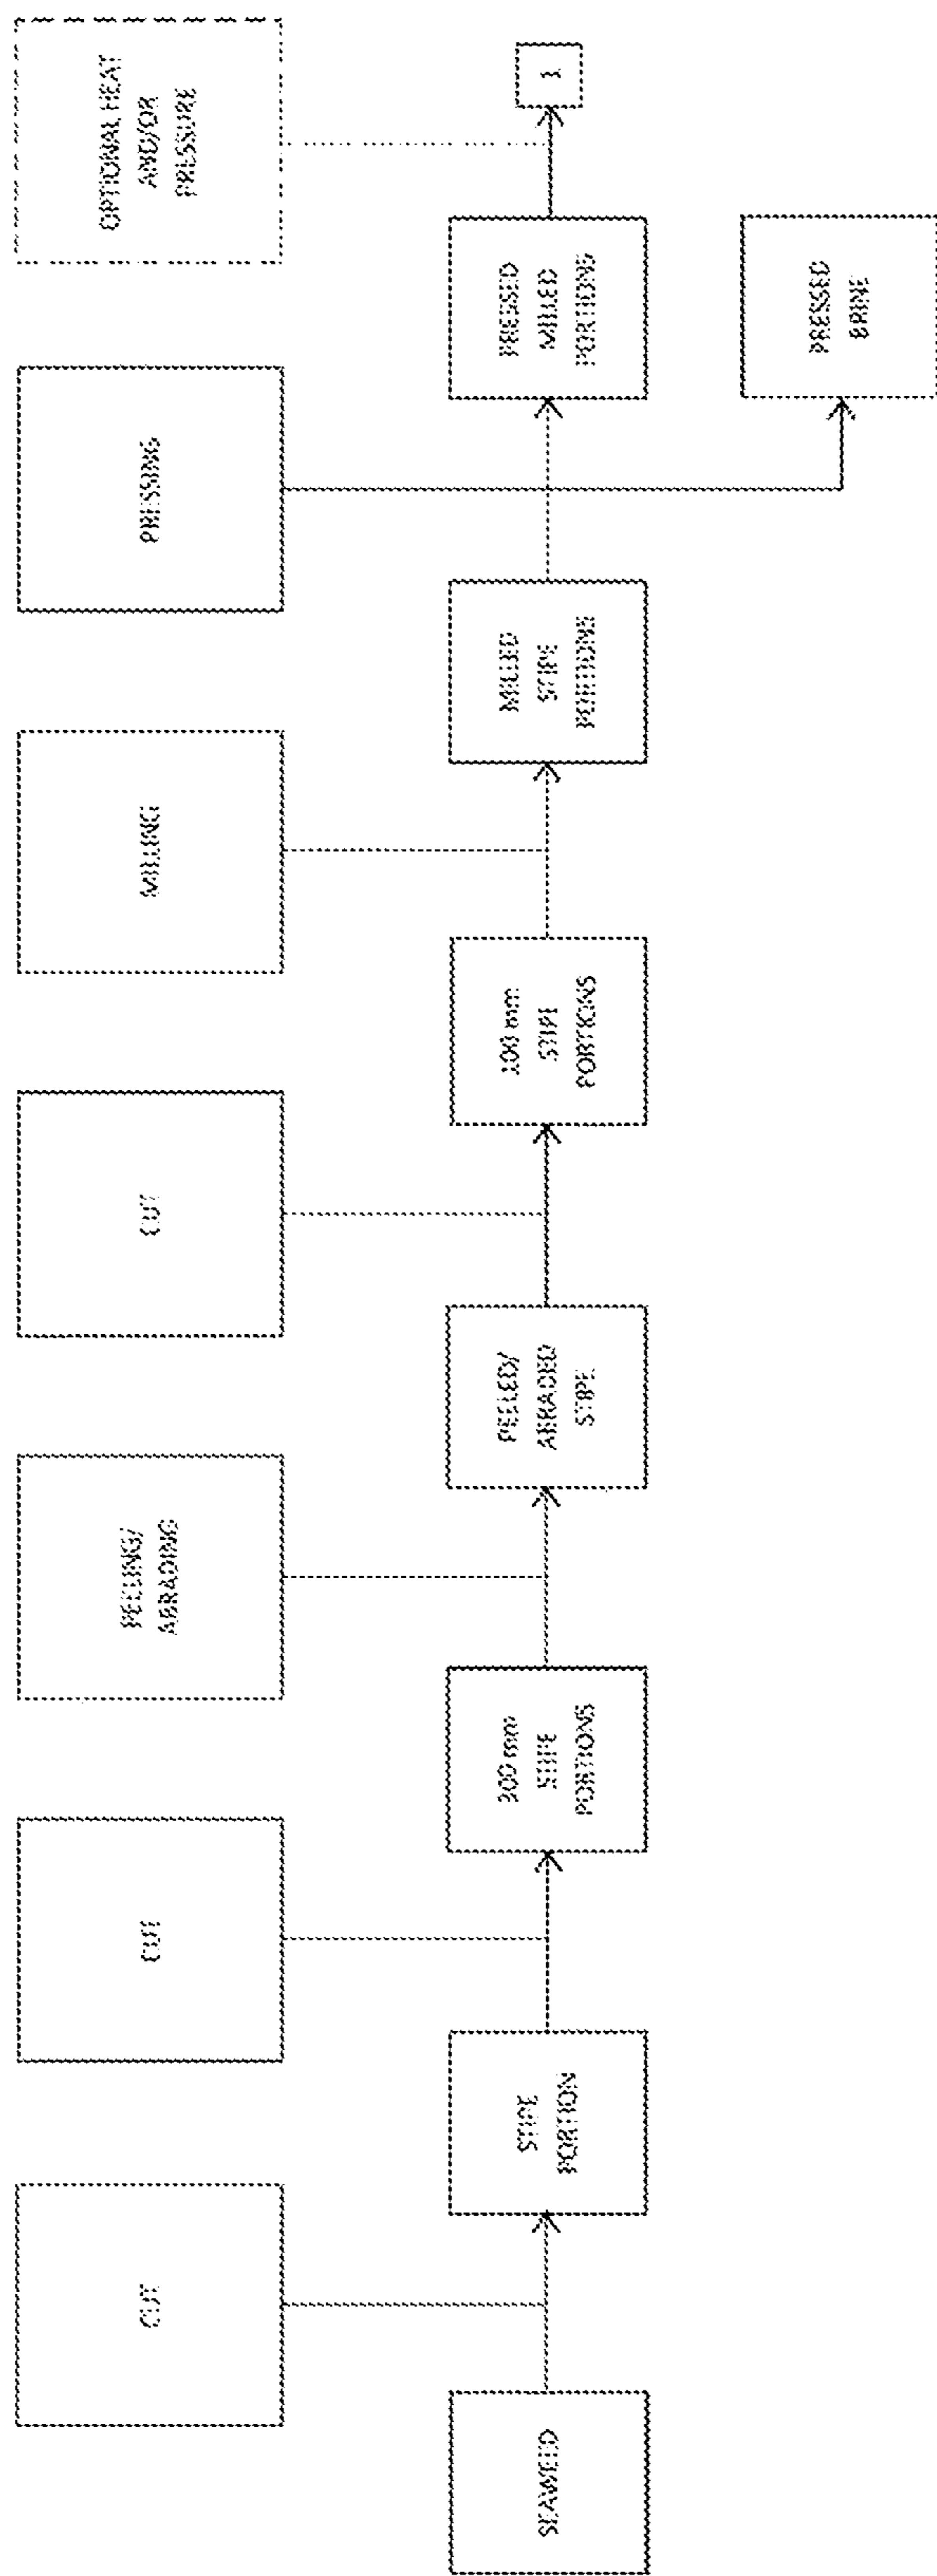 CUT
CUT
PEELING/
ABRADING
CUT
MILLING
PRESSING
OPTIONAL HEAT
AND/OR
PRESSURE
SEAWEED
STIPE
PORTION
300 mm
STIPE
PORTIONS
PEELED/
ABRADED
STIPE
100 mm
STIPE
PORTIONS
MILLED
STIPE
PORTIONS
PRESSED
MILLED
PORTIONS
1
PRESSED
BRINE